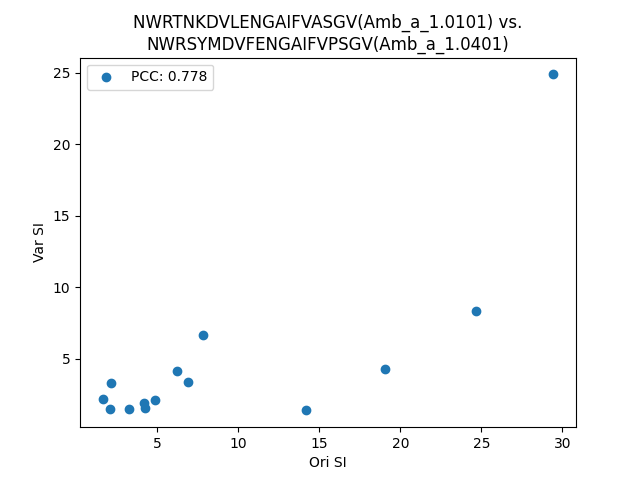 NWRTNKDVLENGAIFVASGV(Amb_a_1.0101) vs.
NWRSYMDVFENGAIFVPSGV(Amb_a_1.0401)
PCC: 0.778
25
20
15
10
5
Var SI
5 10 15 20 25 30
Ori SI